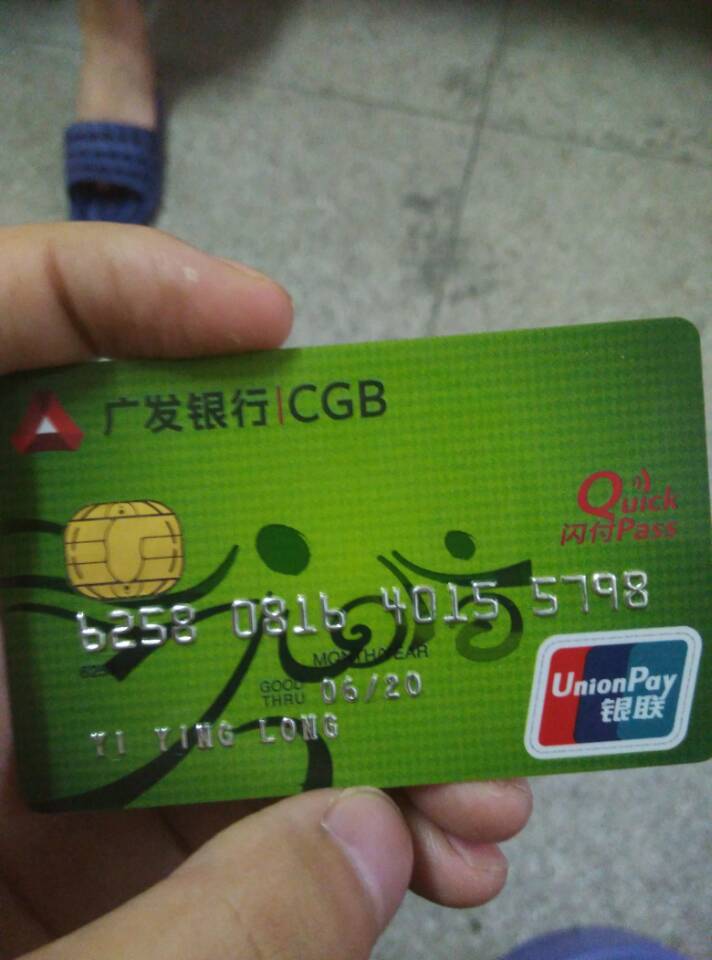 广发银行|CGB
Quick
闪付Pass
6258 0816 4015 5798
625
MONTH/YEAR
GOOD THRU 06/20
YI YING LONG
UnionPay
银联